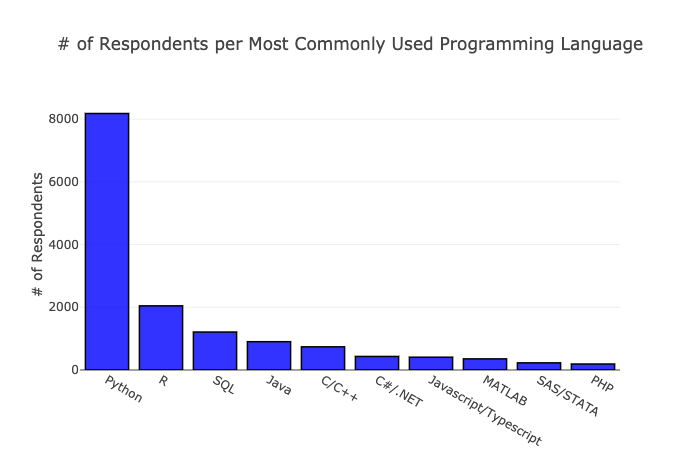 # of Respondents per Most Commonly Used Programming Language
# of Respondents
8000
6000
4000
2000
0
Python
R
SQL
Java
C/C++
C#/.NET
Javascript/Typescript
MATLAB
SAS/STATA
PHP